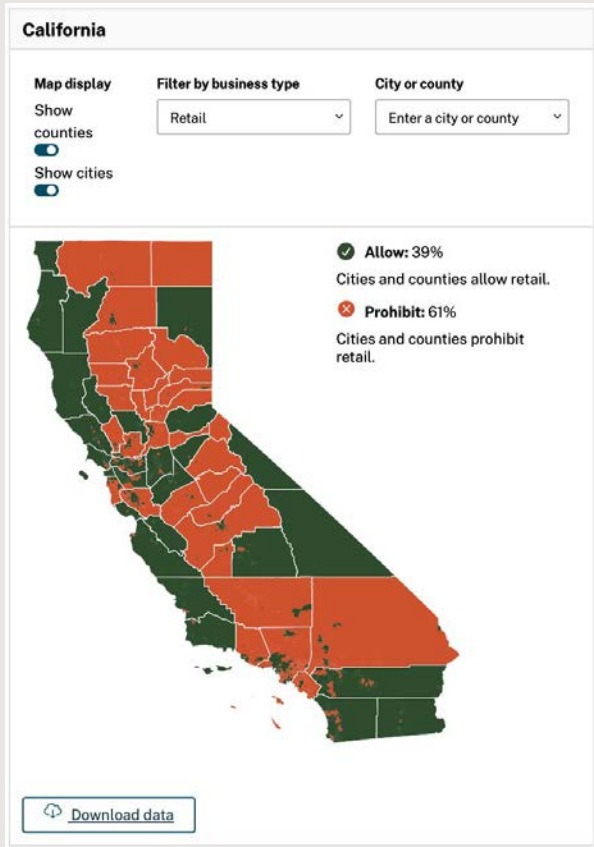 California
Map display
Show
counties
Show cities
Filter by business type
Retail
City or county
Enter a city or county
Allow: 39%
Cities and counties allow retail.
Prohibit: 61%
Cities and counties prohibit
retail.
Download data